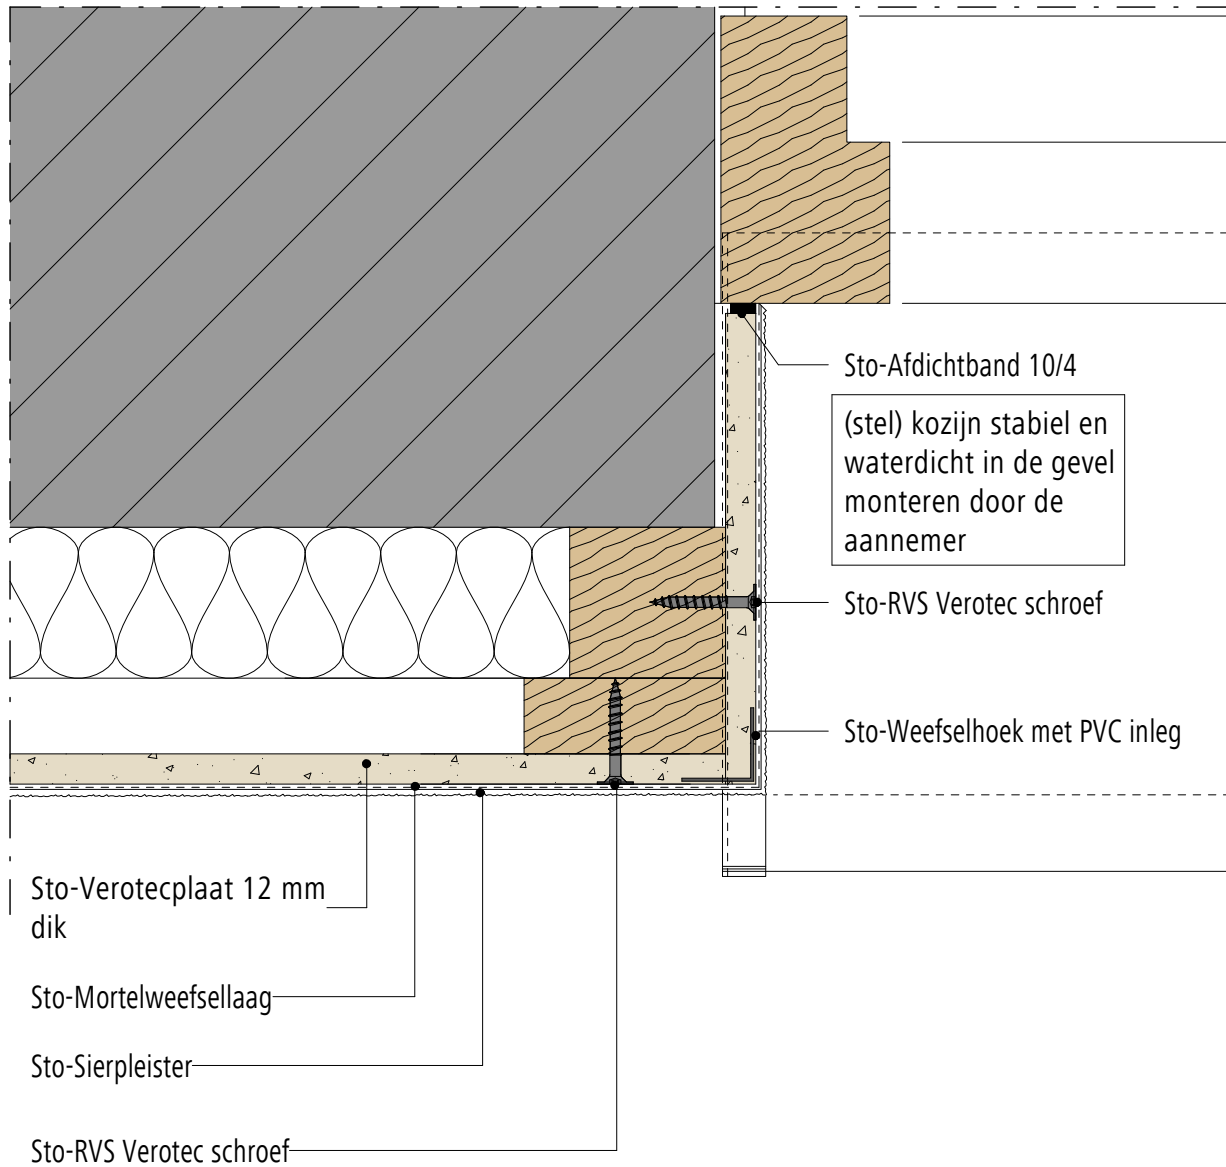 Sto-Afdichtband 10/4
(stel) kozijn stabiel en
waterdicht in de gevel
monteren door de
aannemer
Sto-RVS Verotec schroef
Sto-Weefselhoek met PVC inleg
Sto-Verotecplaat 12 mm
dik
Sto-Mortelweefsellaag
Sto-Sierpleister
Sto-RVS Verotec schroef